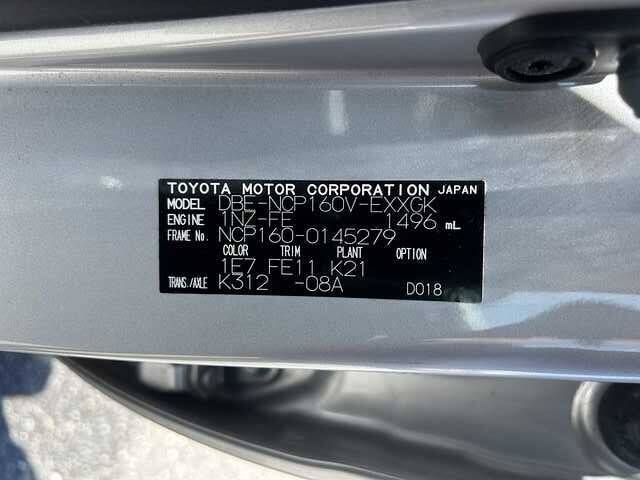 TOYOTA MOTOR CORPORATION JAPAN
MODEL DBE-NCP160V-EXXGK
ENGINE 1NZ-FE 1496 mL
FRAME No. NCP160-0145279
COLOR TRIM PLANT OPTION
1E7 FE11 K21
TRANS./AXLE K312 -08A D018